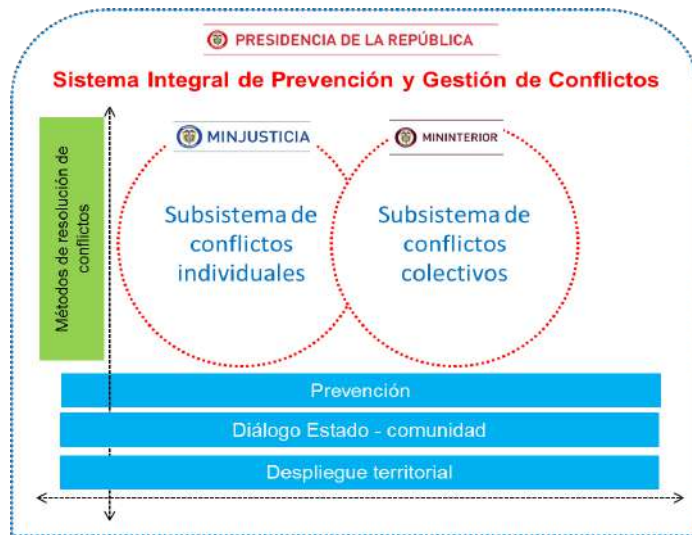 PRESIDENCIA DE LA REPÚBLICA
Sistema Integral de Prevención y Gestión de Conflictos
Métodos de resolución de
conflictos
MINJUSTICIA
MININTERIOR
Subsistema de
conflictos
individuales
Subsistema de
conflictos
colectivos
Prevención
Diálogo Estado - comunidad
Despliegue territorial